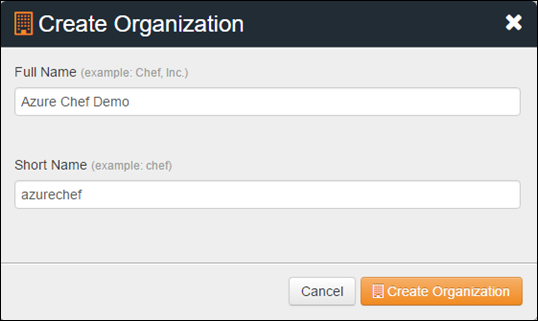 Create Organization
Full Name (example: Chef, Inc.)
Azure Chef Demo
Short Name (example: chef)
azurechef
Cancel
Create Organization